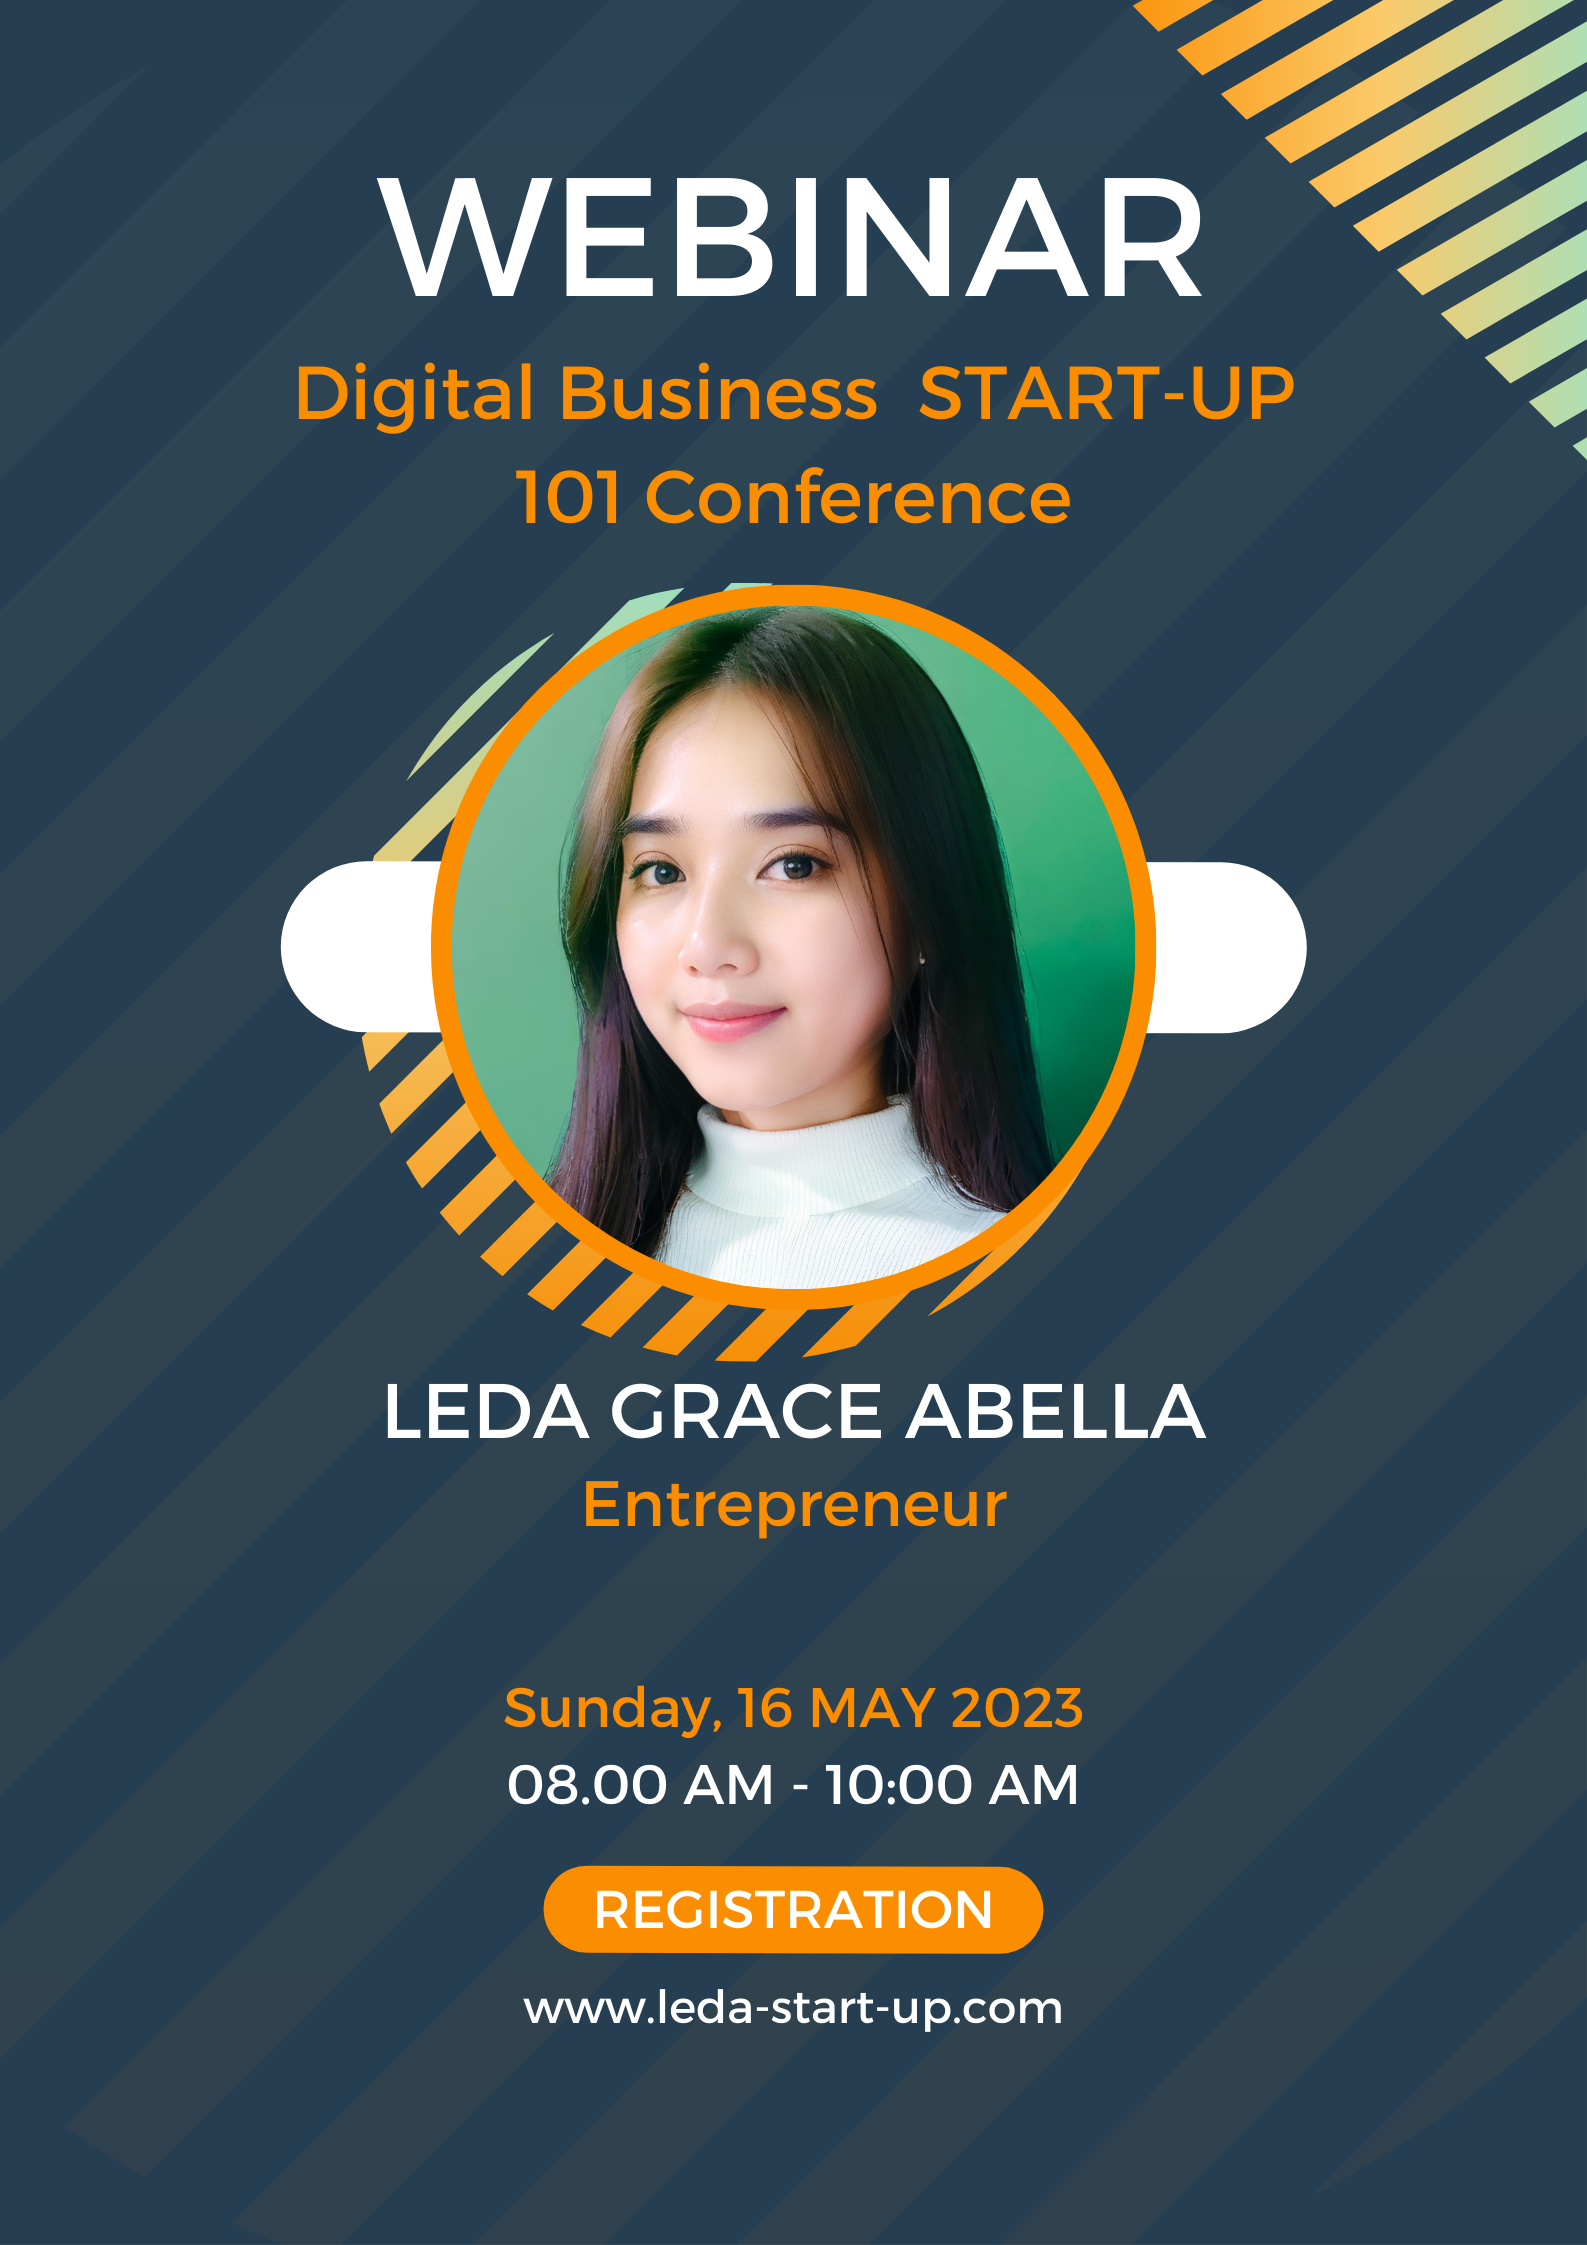 WEBINAR
Digital Business START-UP
101 Conference
LEDA GRACE ABELLA
Entrepreneur
Sunday, 16 MAY 2023
08.00 AM - 10:00 AM
REGISTRATION
www.leda-start-up.com